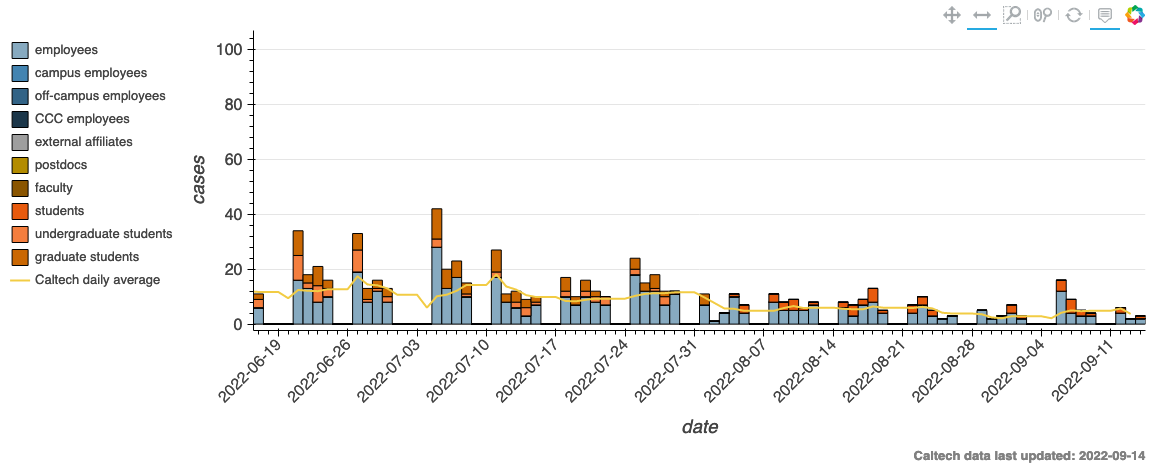 employees
campus employees
off-campus employees
CCC employees
external affiliates
postdocs
faculty
students
undergraduate students
graduate students
Caltech daily average
cases
100
80
60
40
20
0
2022-06-19
2022-06-26
2022-07-03
2022-07-10
2022-07-17
2022-07-24
2022-07-31
2022-08-07
2022-08-14
2022-08-21
2022-08-28
2022-09-04
2022-09-11
date
Caltech data last updated: 2022-09-14